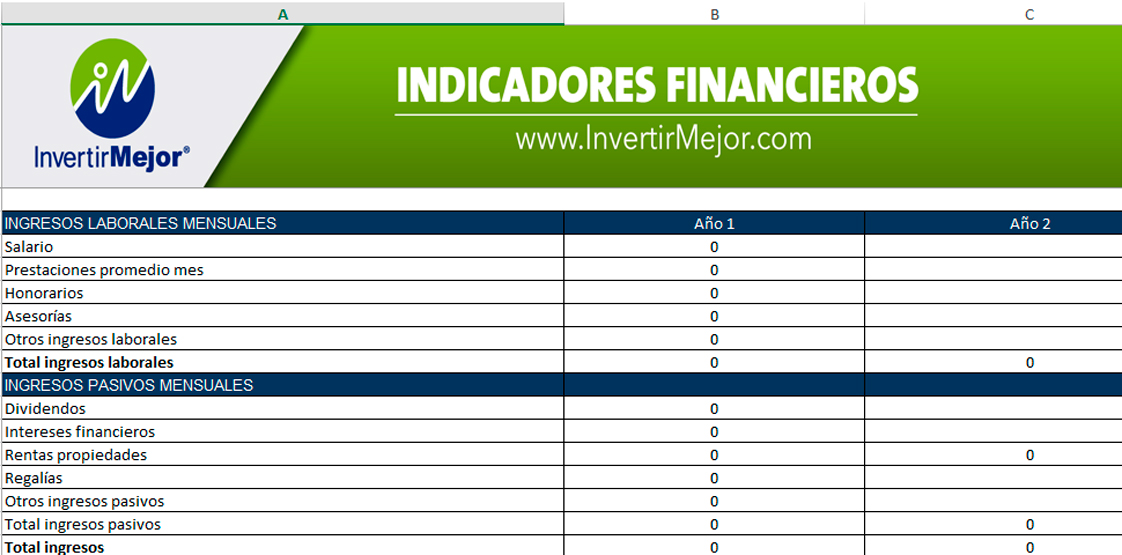 A B C
InvertirMejor®
INDICADORES FINANCIEROS
www.InvertirMejor.com
INGRESOS LABORALES MENSUALES Año 1 Año 2
Salario 0
Prestaciones promedio mes 0
Honorarios 0
Asesorías 0
Otros ingresos laborales 0
Total ingresos laborales 0 0
INGRESOS PASIVOS MENSUALES
Dividendos 0
Intereses financieros 0
Rentas propiedades 0 0
Regalías 0
Otros ingresos pasivos 0
Total ingresos pasivos 0 0
Total ingresos 0 0